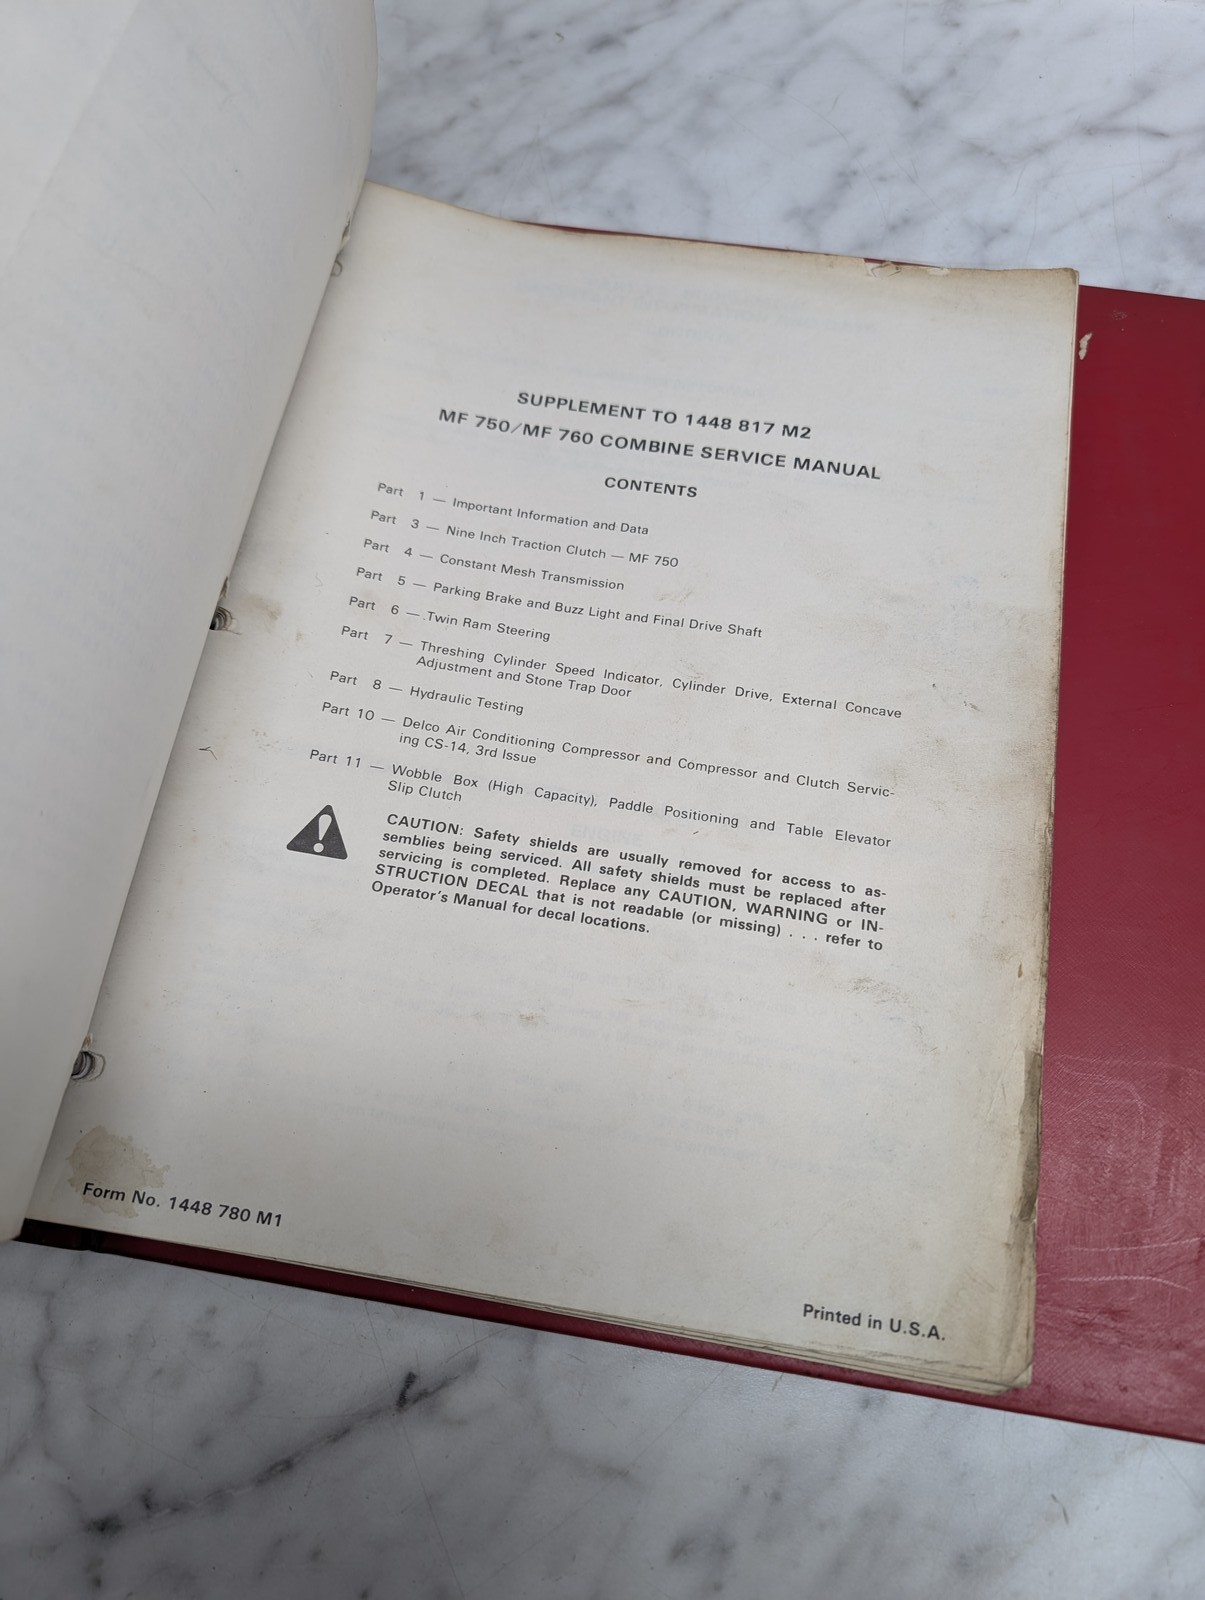 SUPPLEMENT TO 1448 817 M2
MF 750/MF 760 COMBINE SERVICE MANUAL
CONTENTS
Part 1 — Important Information and Data
Part 3 — Nine Inch Traction Clutch — MF 750
Part 4 — Constant Mesh Transmission
Part 5 — Parking Brake and Buzz Light and Final Drive Shaft
Part 6 — Twin Ram Steering
Part 7 — Threshing Cylinder Speed Indicator, Cylinder Drive, External Concave
Adjustment and Stone Trap Door
Part 8 — Hydraulic Testing
Part 10 — Delco Air Conditioning Compressor and Compressor and Clutch Servic-
ing CS-14, 3rd Issue
Part 11 — Wobble Box (High Capacity), Paddle Positioning and Table Elevator
Slip Clutch
CAUTION: Safety shields are usually removed for access to as-
semblies being serviced. All safety shields must be replaced after
servicing is completed. Replace any CAUTION, WARNING or IN-
STRUCTION DECAL that is not readable (or missing) . . . refer to
Operator's Manual for decal locations.
Form No. 1448 780 M1
Printed in U.S.A.